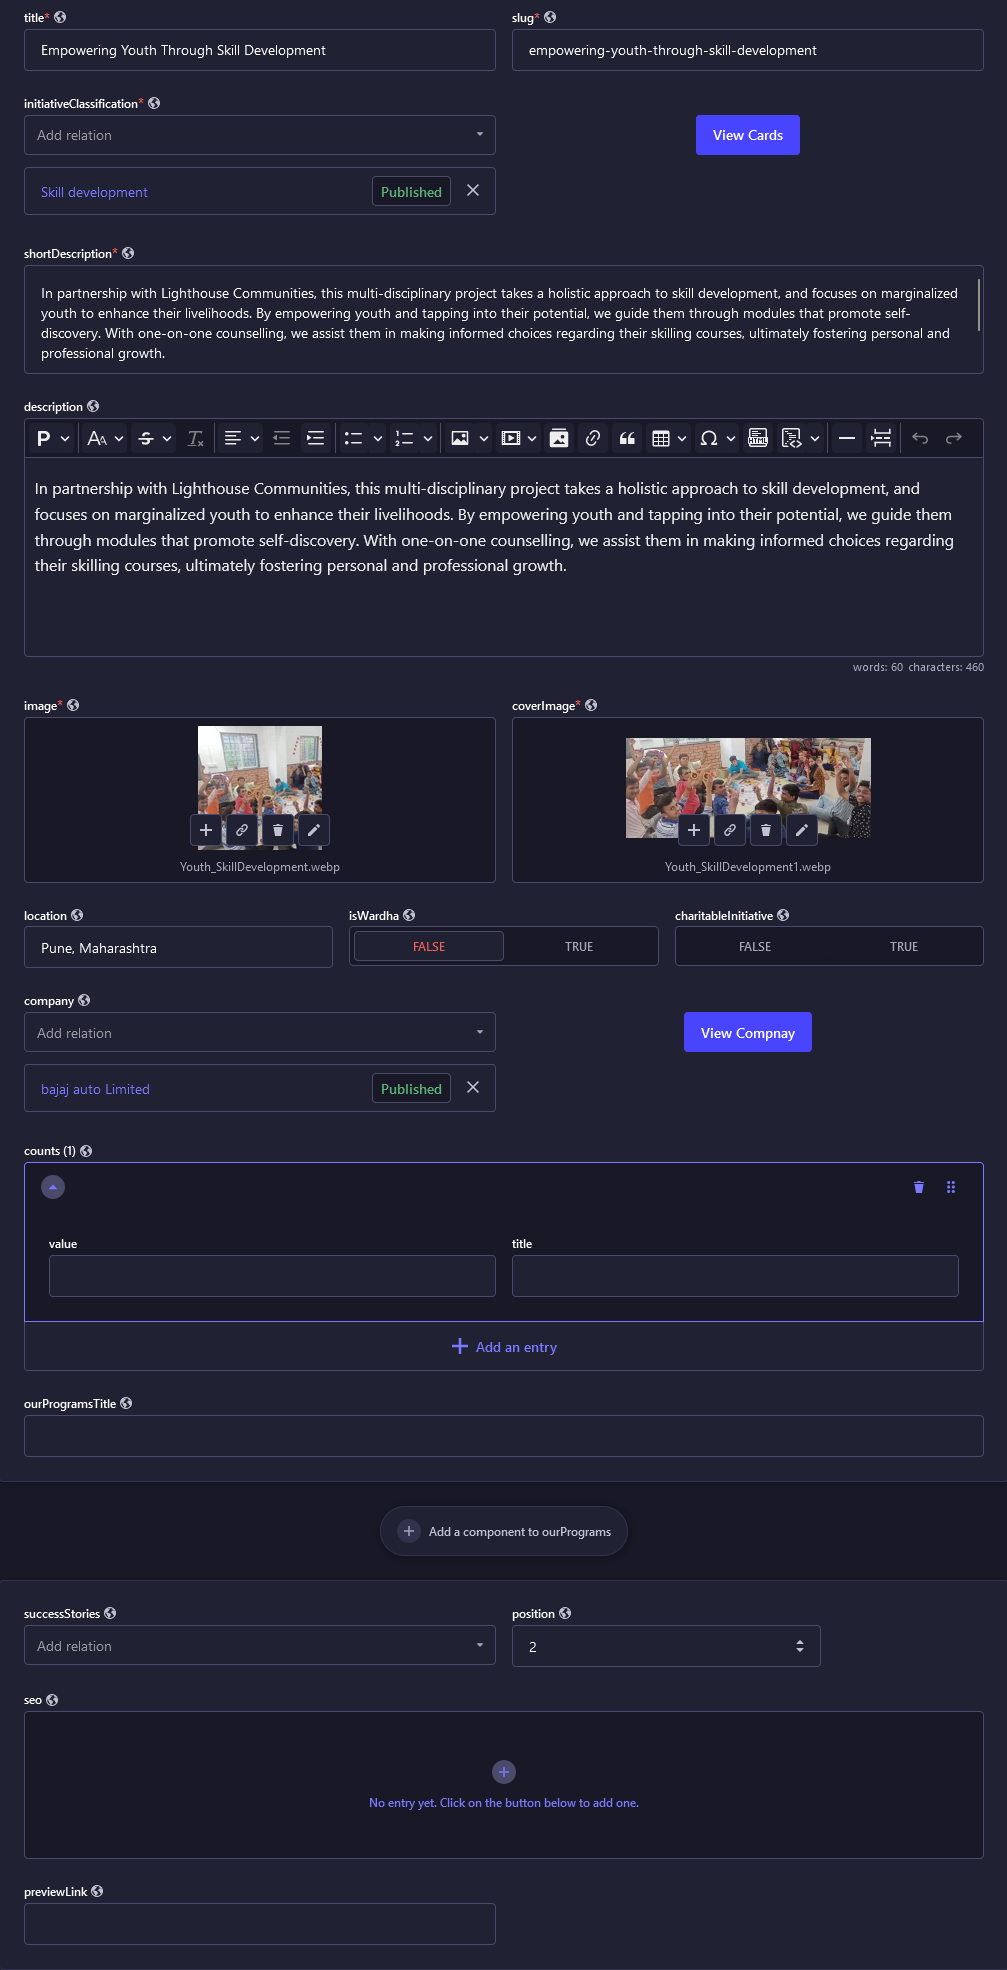 title*
slug*
Empowering Youth Through Skill Development
empowering-youth-through-skill-development
initiativeClassification*
Add relation
View Cards
Skill development
Published
shortDescription*
In partnership with Lighthouse Communities, this multi-disciplinary project takes a holistic approach to skill development, and focuses on marginalized
youth to enhance their livelihoods. By empowering youth and tapping into their potential, we guide them through modules that promote self-
discovery. With one-on-one counselling, we assist them in making informed choices regarding their skilling courses, ultimately fostering personal and
professional growth.
description
In partnership with Lighthouse Communities, this multi-disciplinary project takes a holistic approach to skill development, and
focuses on marginalized youth to enhance their livelihoods. By empowering youth and tapping into their potential, we guide them
through modules that promote self-discovery. With one-on-one counselling, we assist them in making informed choices regarding
their skilling courses, ultimately fostering personal and professional growth.
words: 60 characters: 460
image*
coverImage*
Youth_SkillDevelopment.webp
Youth_SkillDevelopment1.webp
location
isWardha
charitableInitiative
Pune, Maharashtra
FALSE
TRUE
FALSE
TRUE
company
Add relation
View Compnay
bajaj auto Limited
Published
counts (1)
value
title
Add an entry
ourProgramsTitle
Add a component to ourPrograms
successStories
position
Add relation
2
seo
No entry yet. Click on the button below to add one.
previewLink